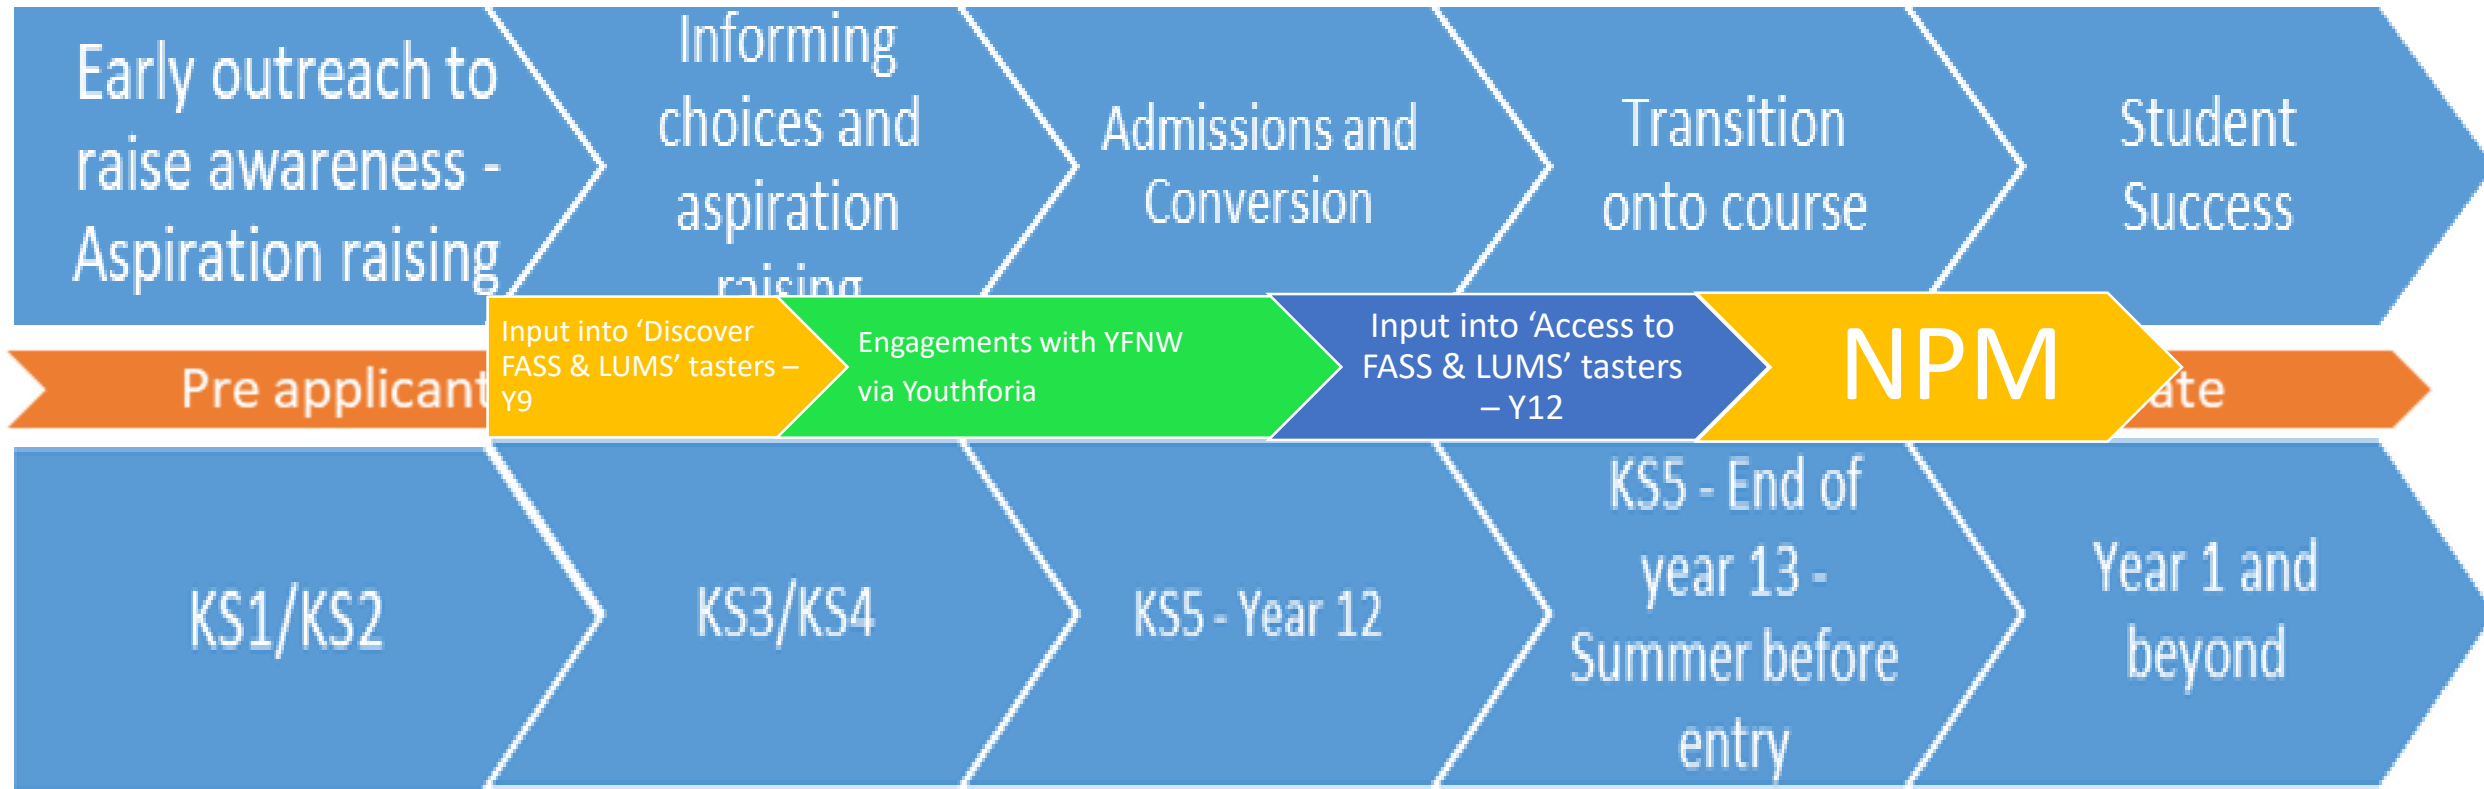 Early outreach to
raise awareness -
Aspiration raising
Informing
choices and
aspiration
raising
Admissions and
Conversion
Transition
onto course
Student
Success
Pre applicant
Input into ‘Discover
FASS & LUMS’ tasters –
Y9
Engagements with YFNW
via Youthforia
Input into ‘Access to
FASS & LUMS’ tasters
– Y12
NPM
ate
KS1/KS2
KS3/KS4
KS5 - Year 12
KS5 - End of
year 13 -
Summer before
entry
Year 1 and
beyond